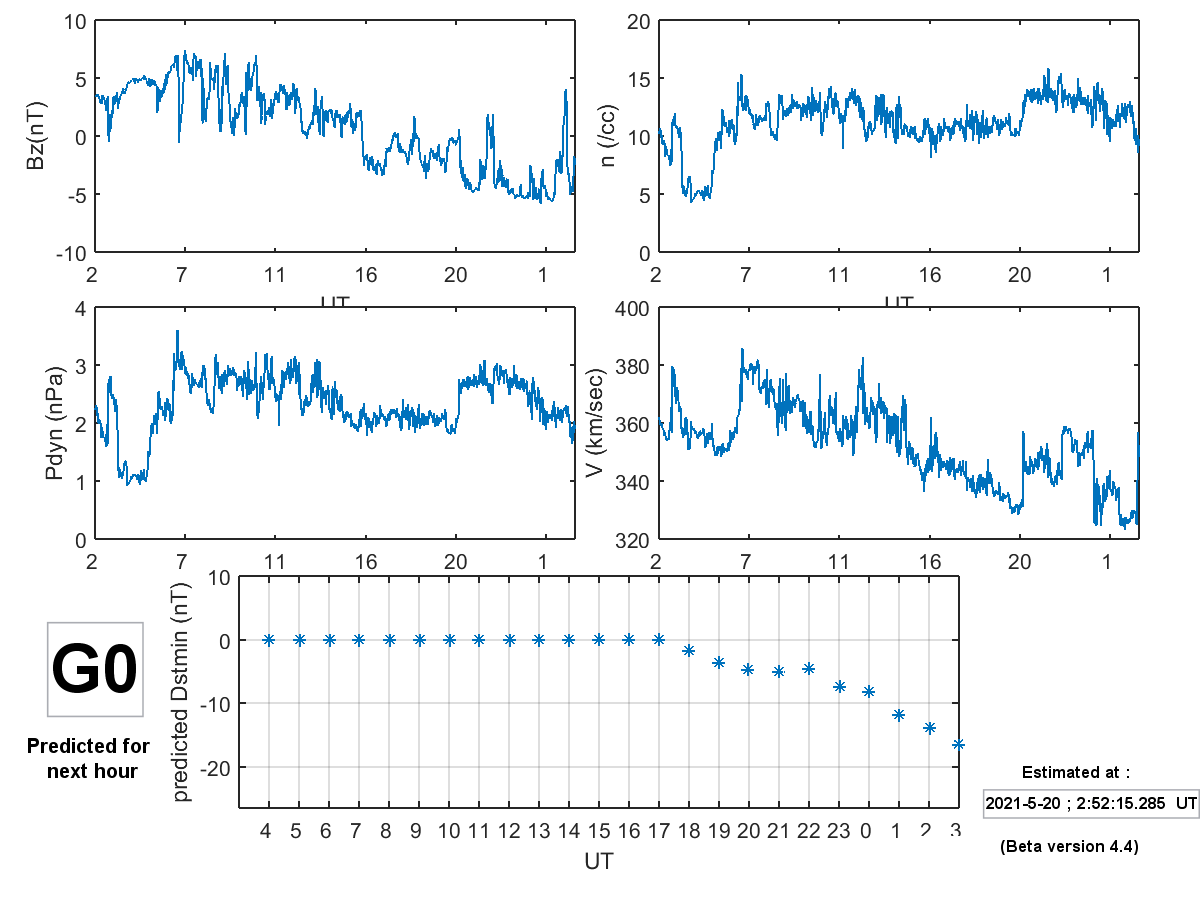 10
5
0
-5
-10
Bz(nT)
2 7 11 16 20 1
UT
20
15
10
5
0
n (/cc)
2 7 11 16 20 1
UT
4
3
2
1
0
Pdyn (nPa)
2 7 11 16 20 1
400
380
360
340
320
V (km/sec)
2 7 11 16 20 1
G0
Predicted for
next hour
10
0
-10
-20
predicted Dstmin (nT)
4 5 6 7 8 9 10 11 12 13 14 15 16 17 18 19 20 21 22 23 0 1 2 3
UT
Estimated at :
2021-5-20 ; 2:52:15.285 UT
(Beta version 4.4)